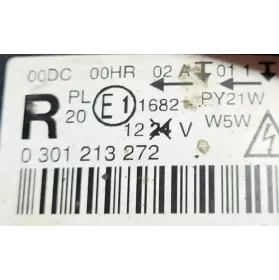 00DC 00HR 02 A 01 1
R PL 20 E1 1682 PY21W
12 24 V W5W
0 301 213 272